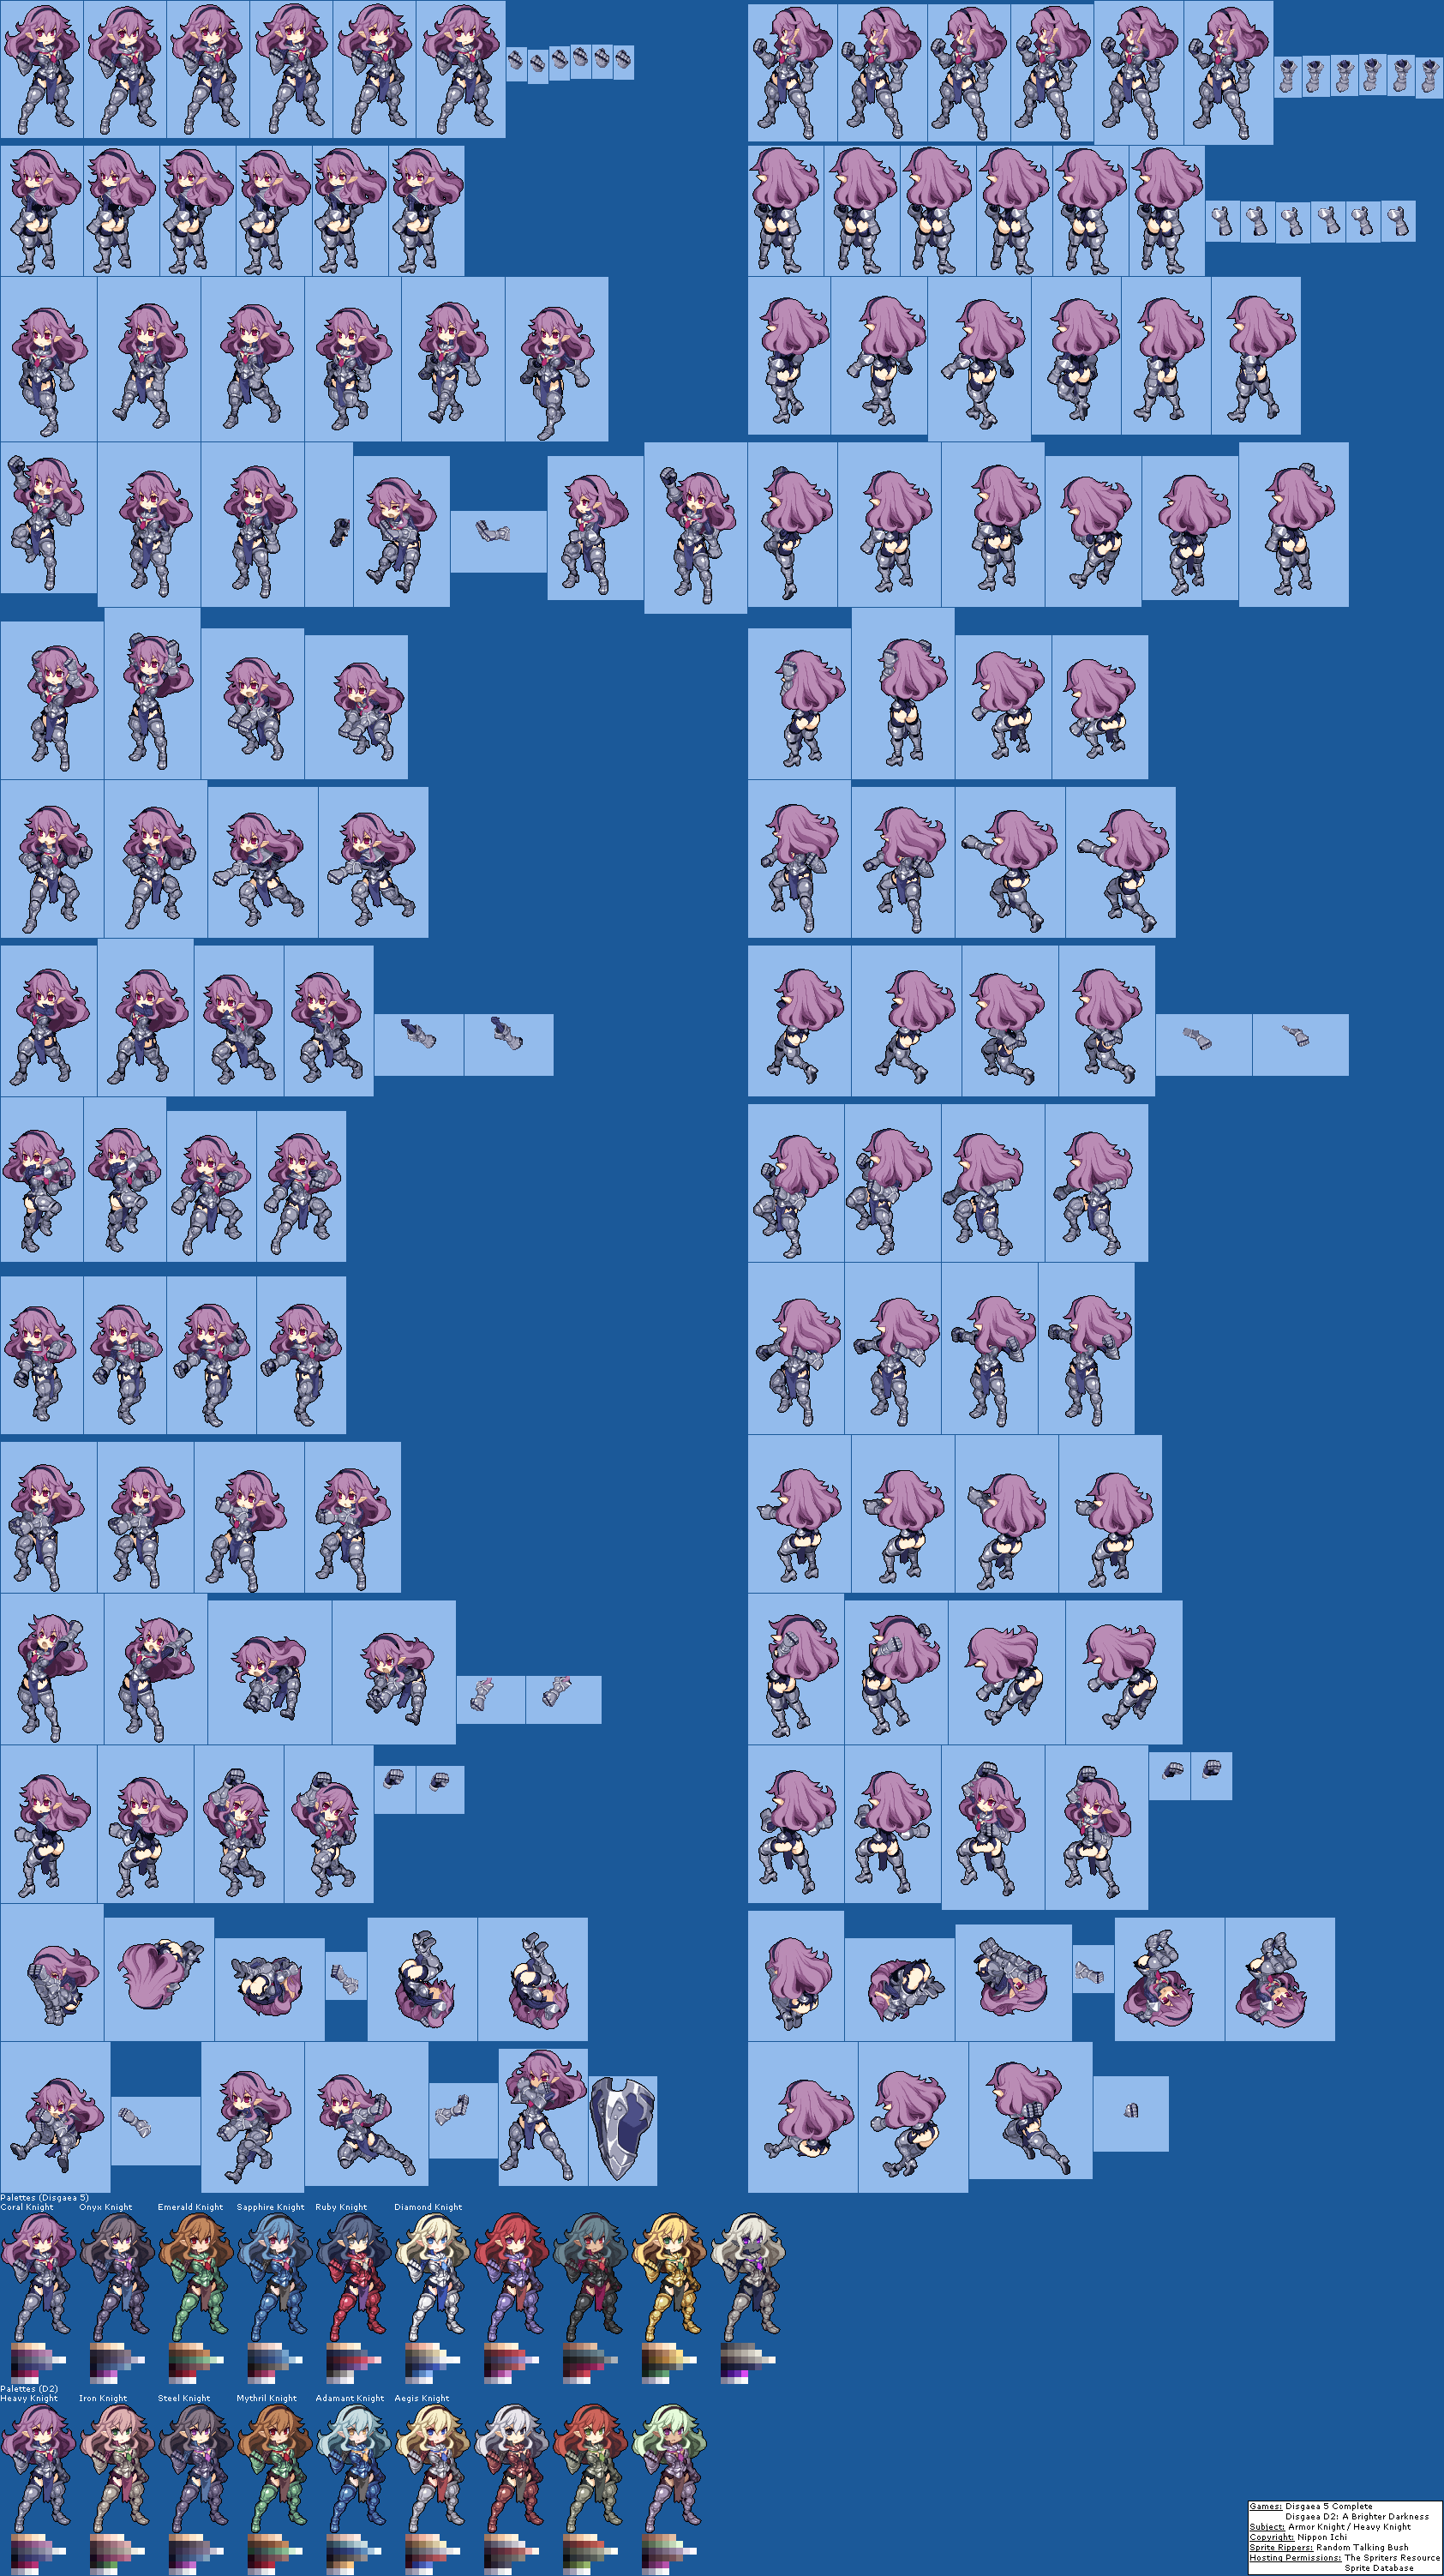 Palettes (Disgaea 5)
Coral Knight Onyx Knight Emerald Knight Sapphire Knight Ruby Knight Diamond Knight
Palettes (D2)
Heavy Knight Iron Knight Steel Knight Mythril Knight Adamant Knight Aegis Knight
Games: Disgaea 5 Complete
Disgaea D2: A Brighter Darkness
Subject: Armor Knight / Heavy Knight
Copyright: Nippon Ichi
Sprite Rippers: Random Talking Bush
Hosting Permissions: The Spriters Resource
Sprite Database